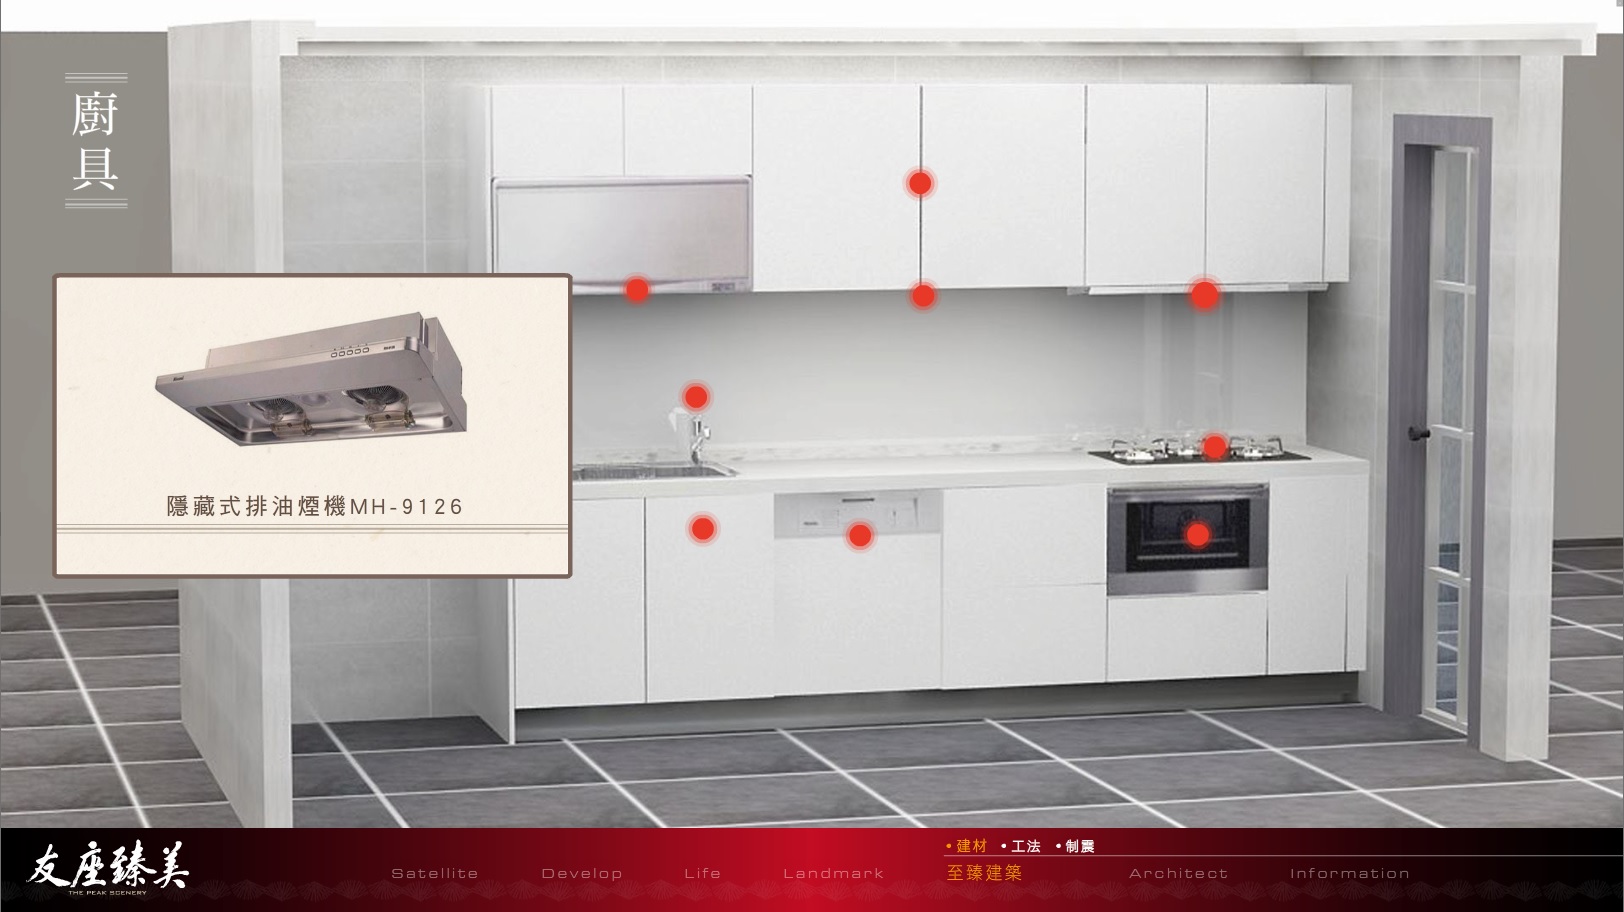 廚具
隱藏式排油煙機MH-9126
•建材 •工法 •制震
友座臻美
THE PEAK SCENERY
Satellite Develop Life Landmark 至臻建築 Architect Information